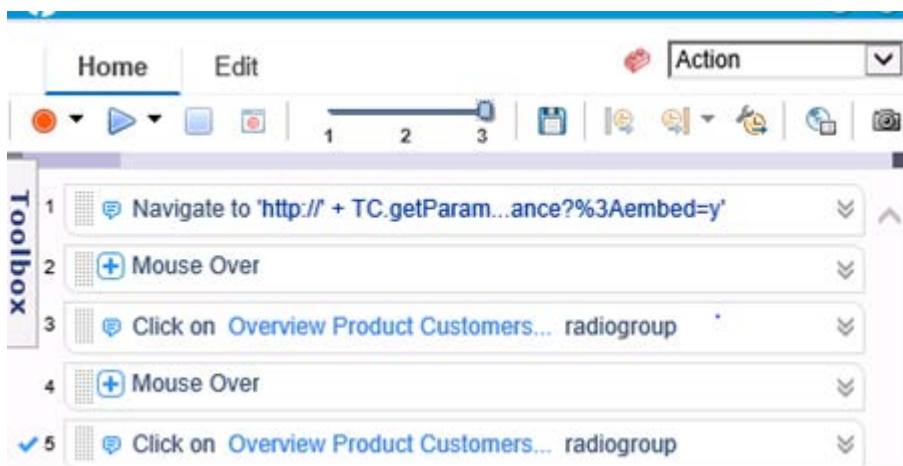 Home Edit Action
1 2 3
Toolbox
1 Navigate to 'http://' + TC.getParam...ance?%3Aembed=y'
2 Mouse Over
3 Click on Overview Product Customers... radiogroup
4 Mouse Over
5 Click on Overview Product Customers... radiogroup